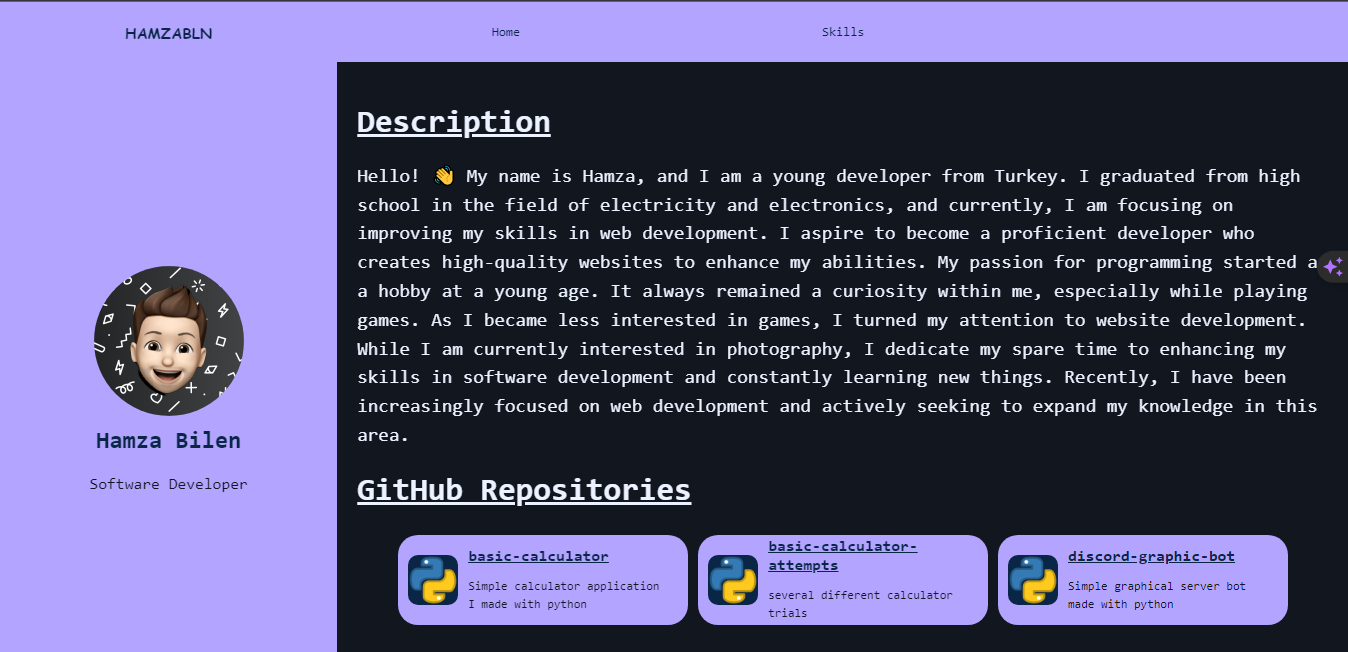 HAMZABLN
Home
Skills
Hamza Bilen
Software Developer
Description
Hello! 👋 My name is Hamza, and I am a young developer from Turkey. I graduated from high
school in the field of electricity and electronics, and currently, I am focusing on
improving my skills in web development. I aspire to become a proficient developer who
creates high-quality websites to enhance my abilities. My passion for programming started a
a hobby at a young age. It always remained a curiosity within me, especially while playing
games. As I became less interested in games, I turned my attention to website development.
While I am currently interested in photography, I dedicate my spare time to enhancing my
skills in software development and constantly learning new things. Recently, I have been
increasingly focused on web development and actively seeking to expand my knowledge in this
area.
GitHub Repositories
basic-calculator
Simple calculator application
I made with python
basic-calculator-
attempts
several different calculator
trials
discord-graphic-bot
Simple graphical server bot
made with python